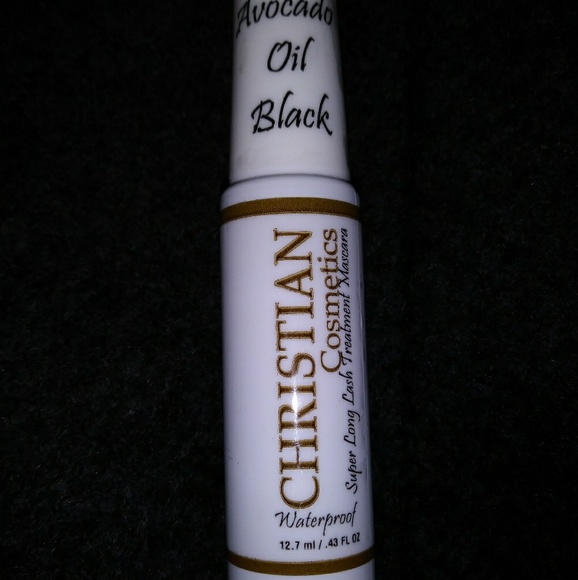 Avocado
Oil
Black
CHRISTIAN
Cosmetics
Super Long Lash Treatment Mascara
Waterproof
12.7 ml / .43 FL OZ